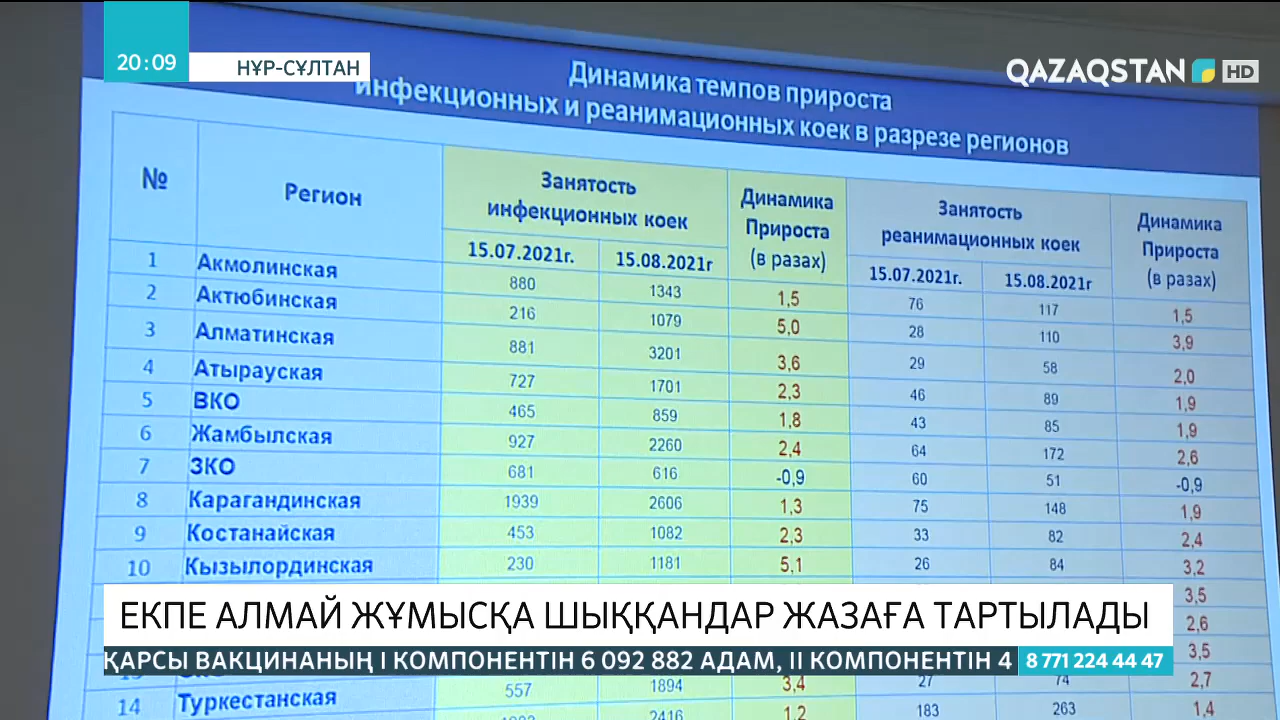 20:09
НҰР-СҰЛТАН
QAZAQSTAN HD
Динамика темпов прироста
инфекционных и реанимационных коек в разрезе регионов
№ Регион Занятость инфекционных коек Динамика Прироста (в разах) Занятость реанимационных коек Динамика Прироста (в разах)
15.07.2021г. 15.08.2021г 15.07.2021г. 15.08.2021г
1 Акмолинская 880 1343 1,5 76 117 1,5
2 Актюбинская 216 1079 5,0 28 110 3,9
3 Алматинская 881 3201 3,6 29 58 2,0
4 Атырауская 727 1701 2,3 46 89 1,9
5 ВКО 465 859 1,8 43 85 1,9
6 Жамбылская 927 2260 2,4 64 172 2,6
7 ЗКО 681 616 -0,9 60 51 -0,9
8 Карагандинская 1939 2606 1,3 75 148 1,9
9 Костанайская 453 1082 2,3 33 82 2,4
10 Кызылординская 230 1181 5,1 26 84 3,2
3,5
2,6
3,5
ЕКПЕ АЛМАЙ ЖҰМЫСҚА ШЫҚҚАНДАР ЖАЗАҒА ТАРТЫЛАДЫ
ҚАРСЫ ВАКЦИНАНЫҢ I КОМПОНЕНТІН 6 092 882 АДАМ, II КОМПОНЕНТІН 4 8 771 224 44 47
557 1894 3,4 27 74 2,7
14 Туркестанская 2416 1,2 183 263 1,4